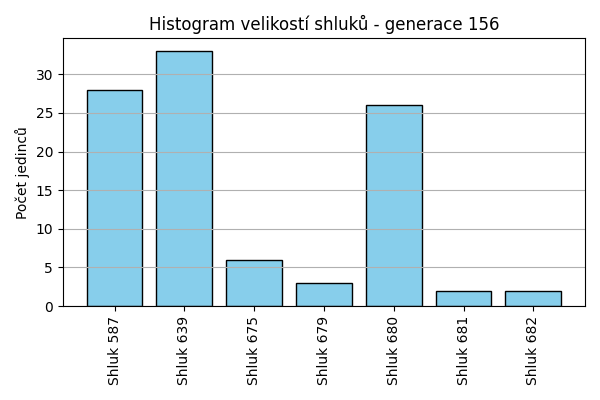 Histogram velikostí shluků - generace 156
Počet jedinců
30
25
20
15
10
5
0
Shluk 587
Shluk 639
Shluk 675
Shluk 679
Shluk 680
Shluk 681
Shluk 682